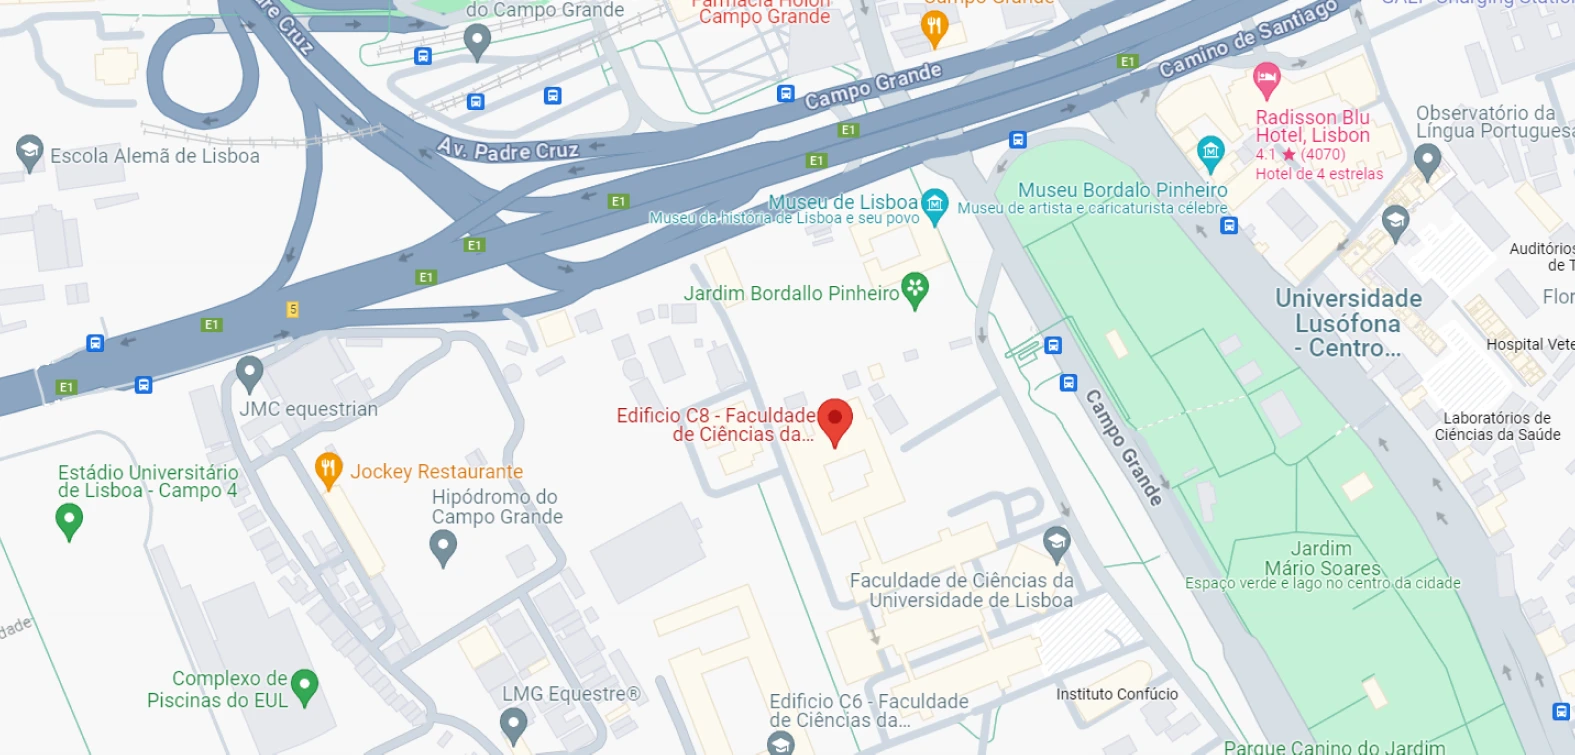 do Campo Grande
Farmácia Holon
Campo Grande
Campo Grande
re Cruz
Campo Grande
Camino de Santiago
E1
Av. Padre Cruz
E1
E1
Escola Alemã de Lisboa
Radisson Blu
Hotel, Lisbon
4.1 ★ (4070)
Hotel de 4 estrelas
Observatório da
Língua Portuguesa
Museu Bordalo Pinheiro
Museu de artista e caricaturista célebre
Museu de Lisboa
Museu da história de Lisboa e seu povo
E1
E1
E1
Auditórios
de T
Jardim Bordallo Pinheiro
Universidade
Lusófona
- Centro...
Flor
5
E1
Hospital Vete
E1
JMC equestrian
Edificio C8 - Faculdade
de Ciências da...
Campo Grande
Laboratórios de
Ciências da Saúde
Estádio Universitário
de Lisboa - Campo 4
Jockey Restaurante
Hipódromo do
Campo Grande
Jardim
Mário Soares
Espaço verde e lago no centro da cidade
Faculdade de Ciências da
Universidade de Lisboa
dade
Complexo de
Piscinas do EUL
LMG Equestre®
Edificio C6 - Faculdade
de Ciências da...
Instituto Confúcio
Parque Canino do Jardim